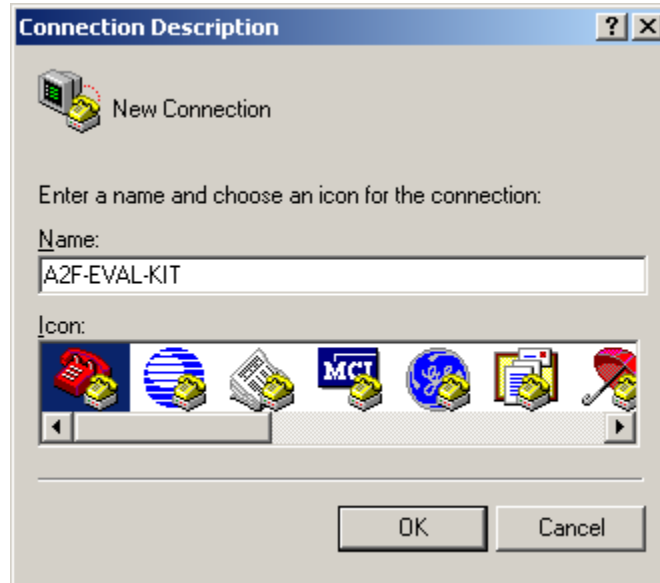 Connection Description
New Connection
Enter a name and choose an icon for the connection:
Name:
A2F-EVAL-KIT
Icon:
MCI
OK Cancel